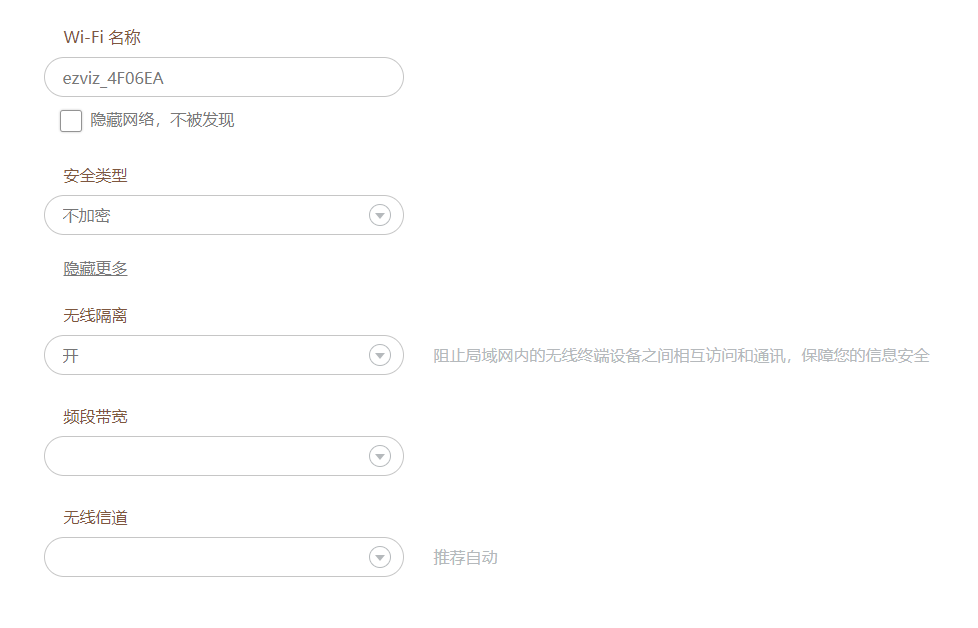 Wi-Fi 名称
ezviz_4F06EA
隐藏网络，不被发现
安全类型
不加密
隐藏更多
无线隔离
开
阻止局域网内的无线终端设备之间相互访问和通讯，保障您的信息安全
频段带宽
无线信道
推荐自动